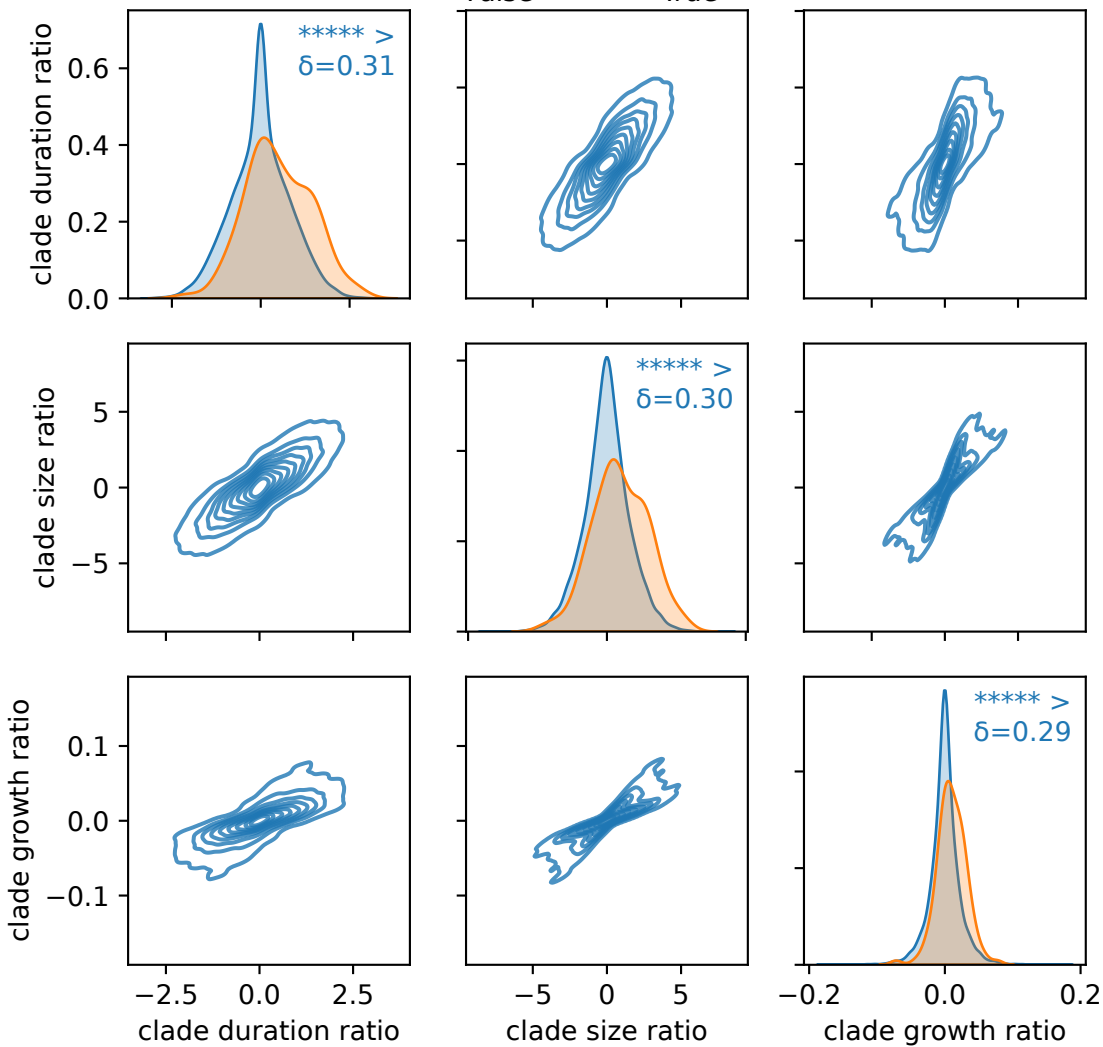 clade duration ratio
0.6
0.4
0.2
0.0
***** >
δ=0.31
clade size ratio
5
0
−5
***** >
δ=0.30
clade growth ratio
0.1
0.0
−0.1
***** >
δ=0.29
−2.5 0.0 2.5
−5 0 5
−0.2 0.0 0.2
clade duration ratio
clade size ratio
clade growth ratio